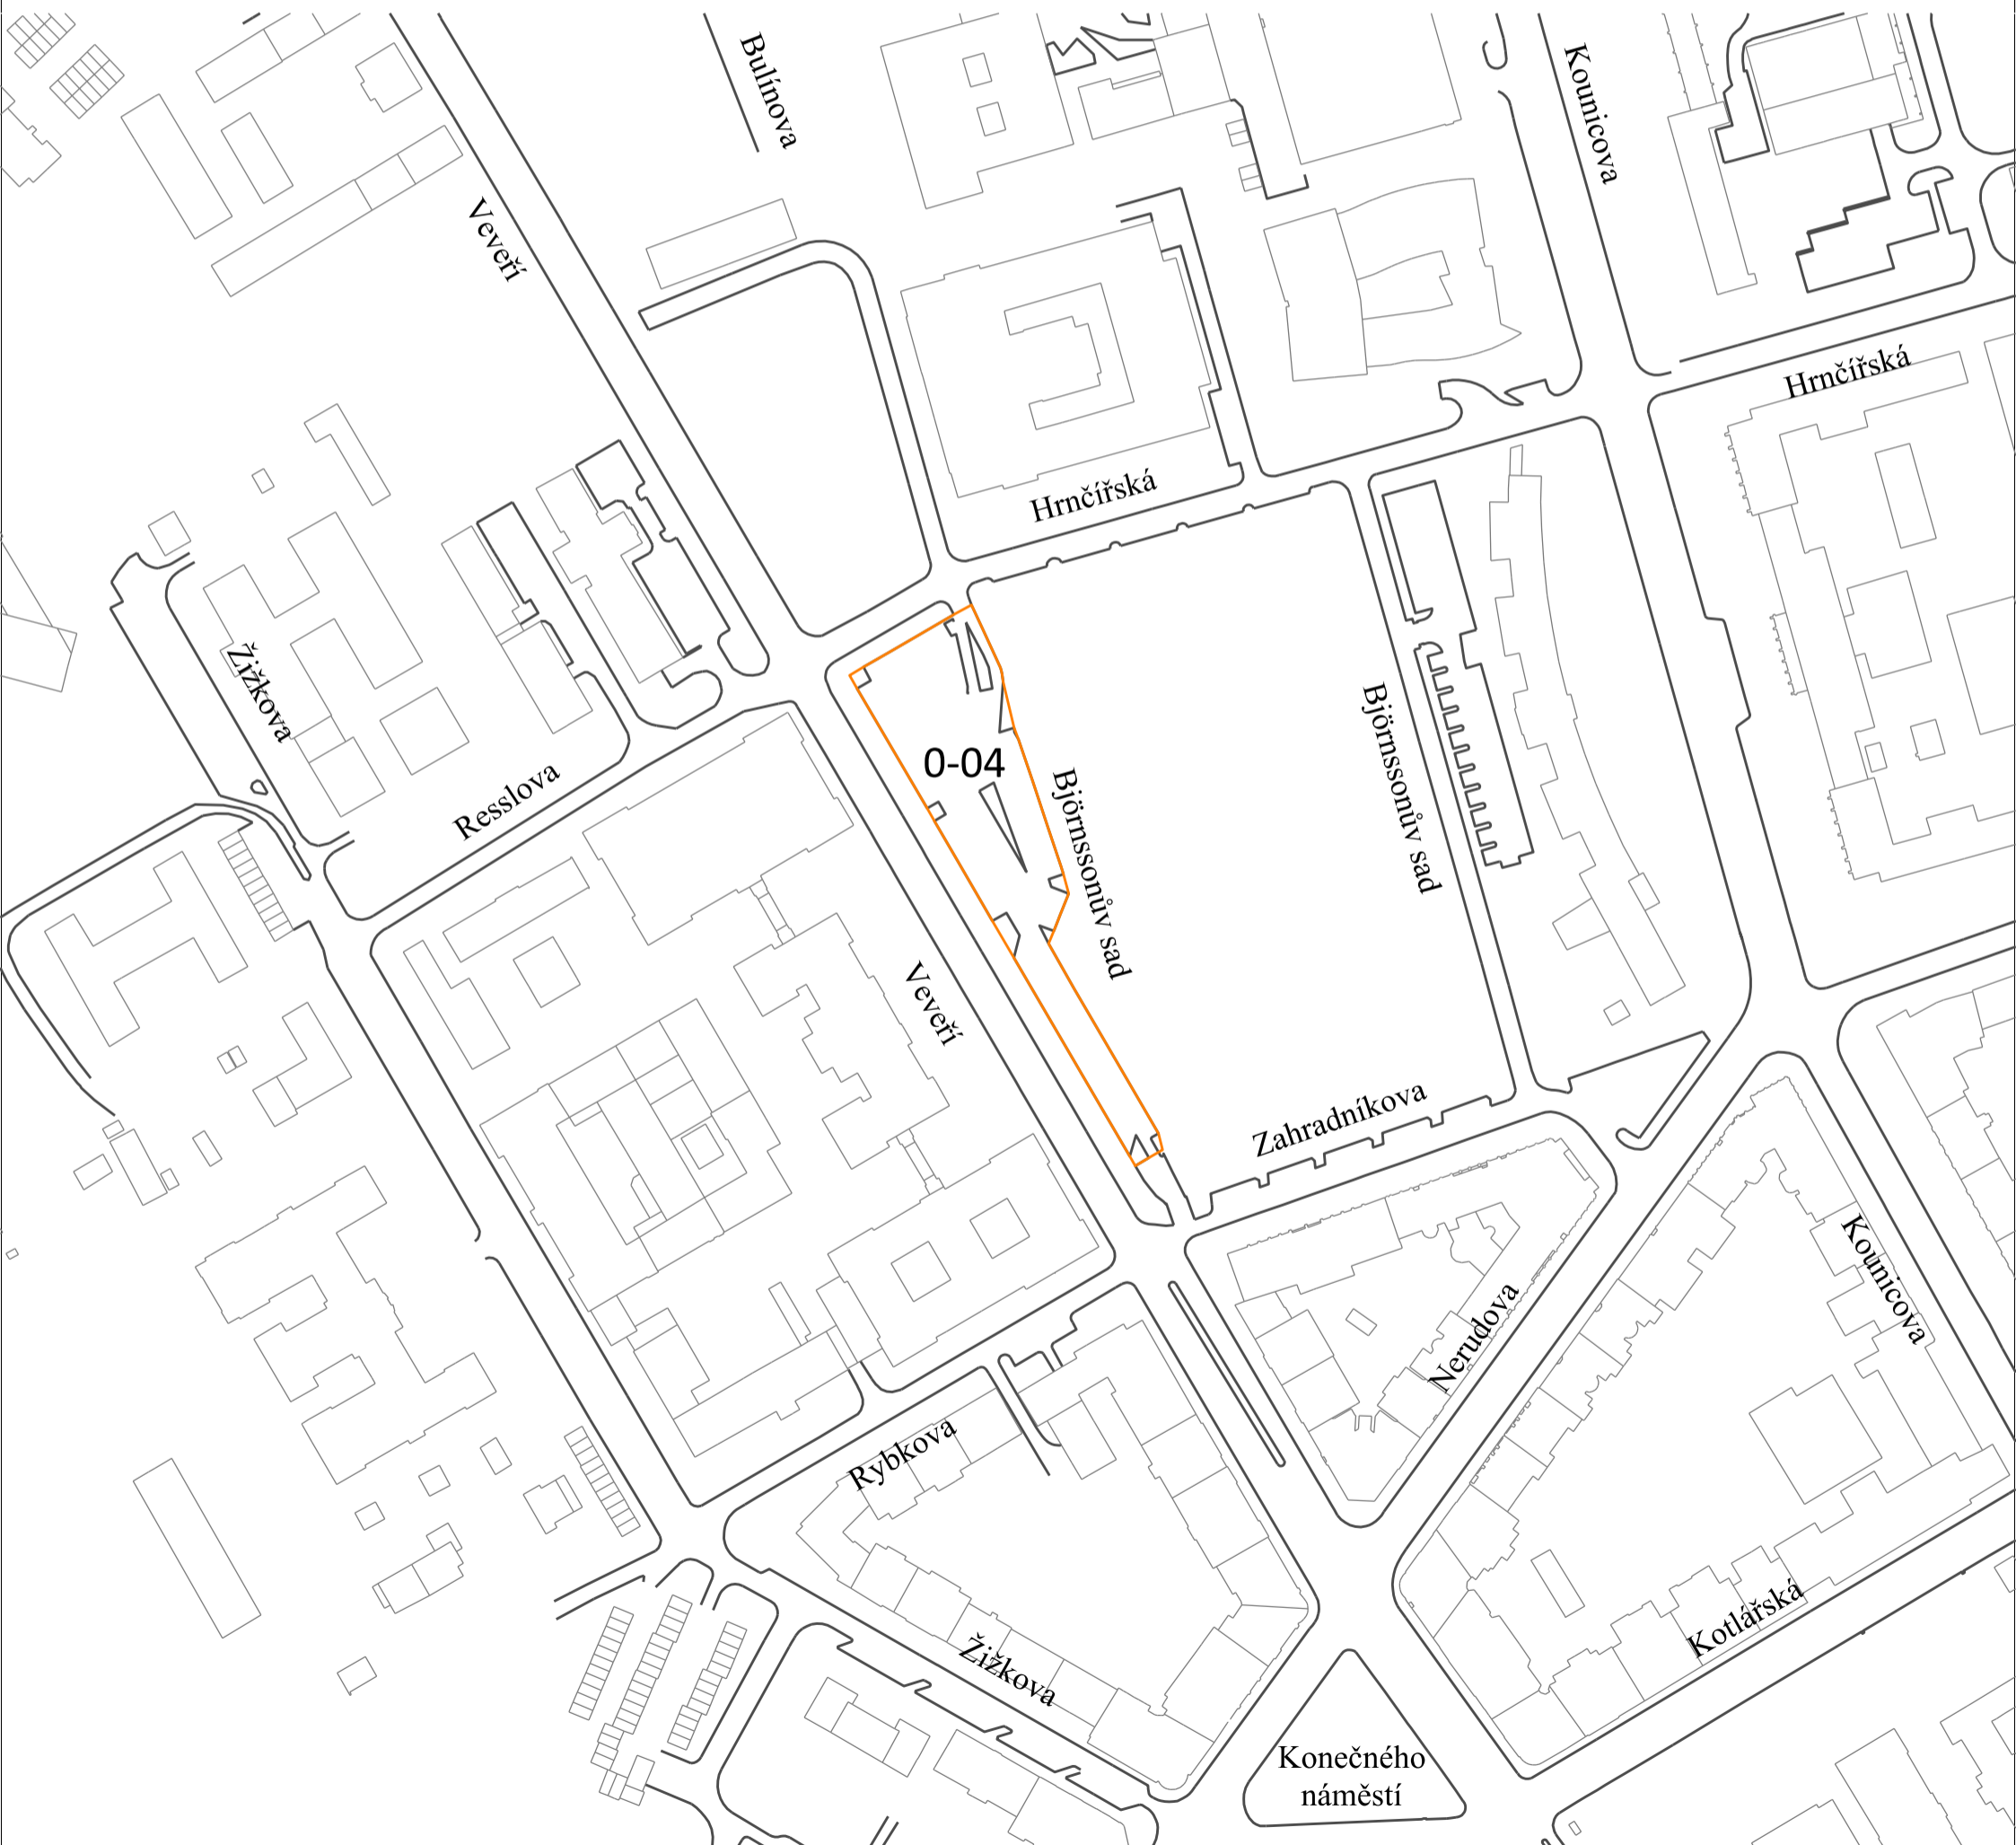 Bulínova
Kounicova
Veveří
Hrnčířská
Hrnčířská
Žižkova
Björnssonův sad
0-04
Björnssonův sad
Resslova
Veveří
Zahradníkova
Kounicova
Nerudova
Rybkova
Kotlářská
Žižkova
Konečného
náměstí